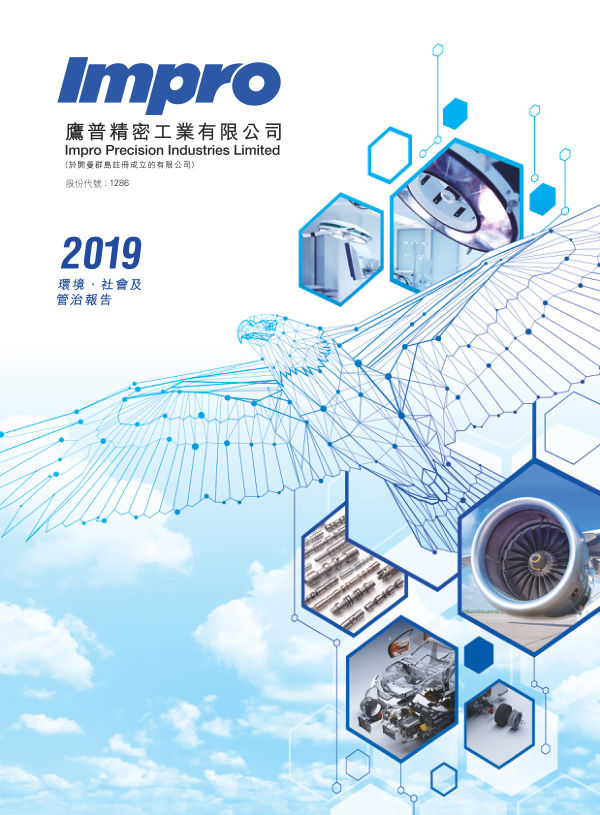 Impro
鷹普精密工業有限公司
Impro Precision Industries Limited
(於開曼群島註冊成立的有限公司)
股份代號：1286
2019
環境、社會及
管治報告